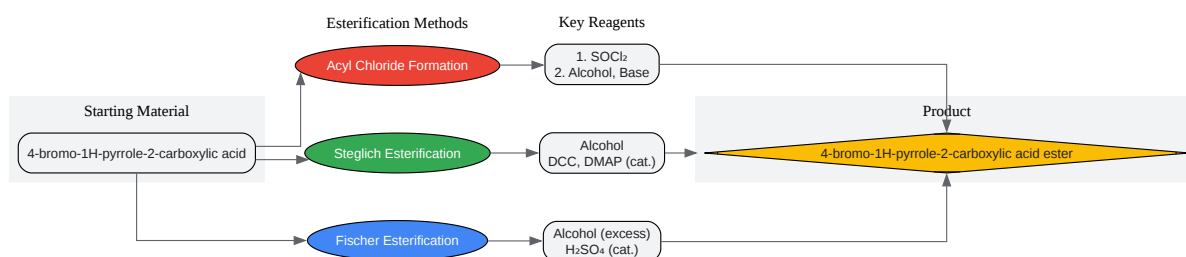 Esterification Methods
Key Reagents
Acyl Chloride Formation
1. SOCl₂
2. Alcohol, Base
Starting Material
Product
4-bromo-1H-pyrrole-2-carboxylic acid
Steglich Esterification
Alcohol
DCC, DMAP (cat.)
4-bromo-1H-pyrrole-2-carboxylic acid ester
Fischer Esterification
Alcohol (excess)
H₂SO₄ (cat.)